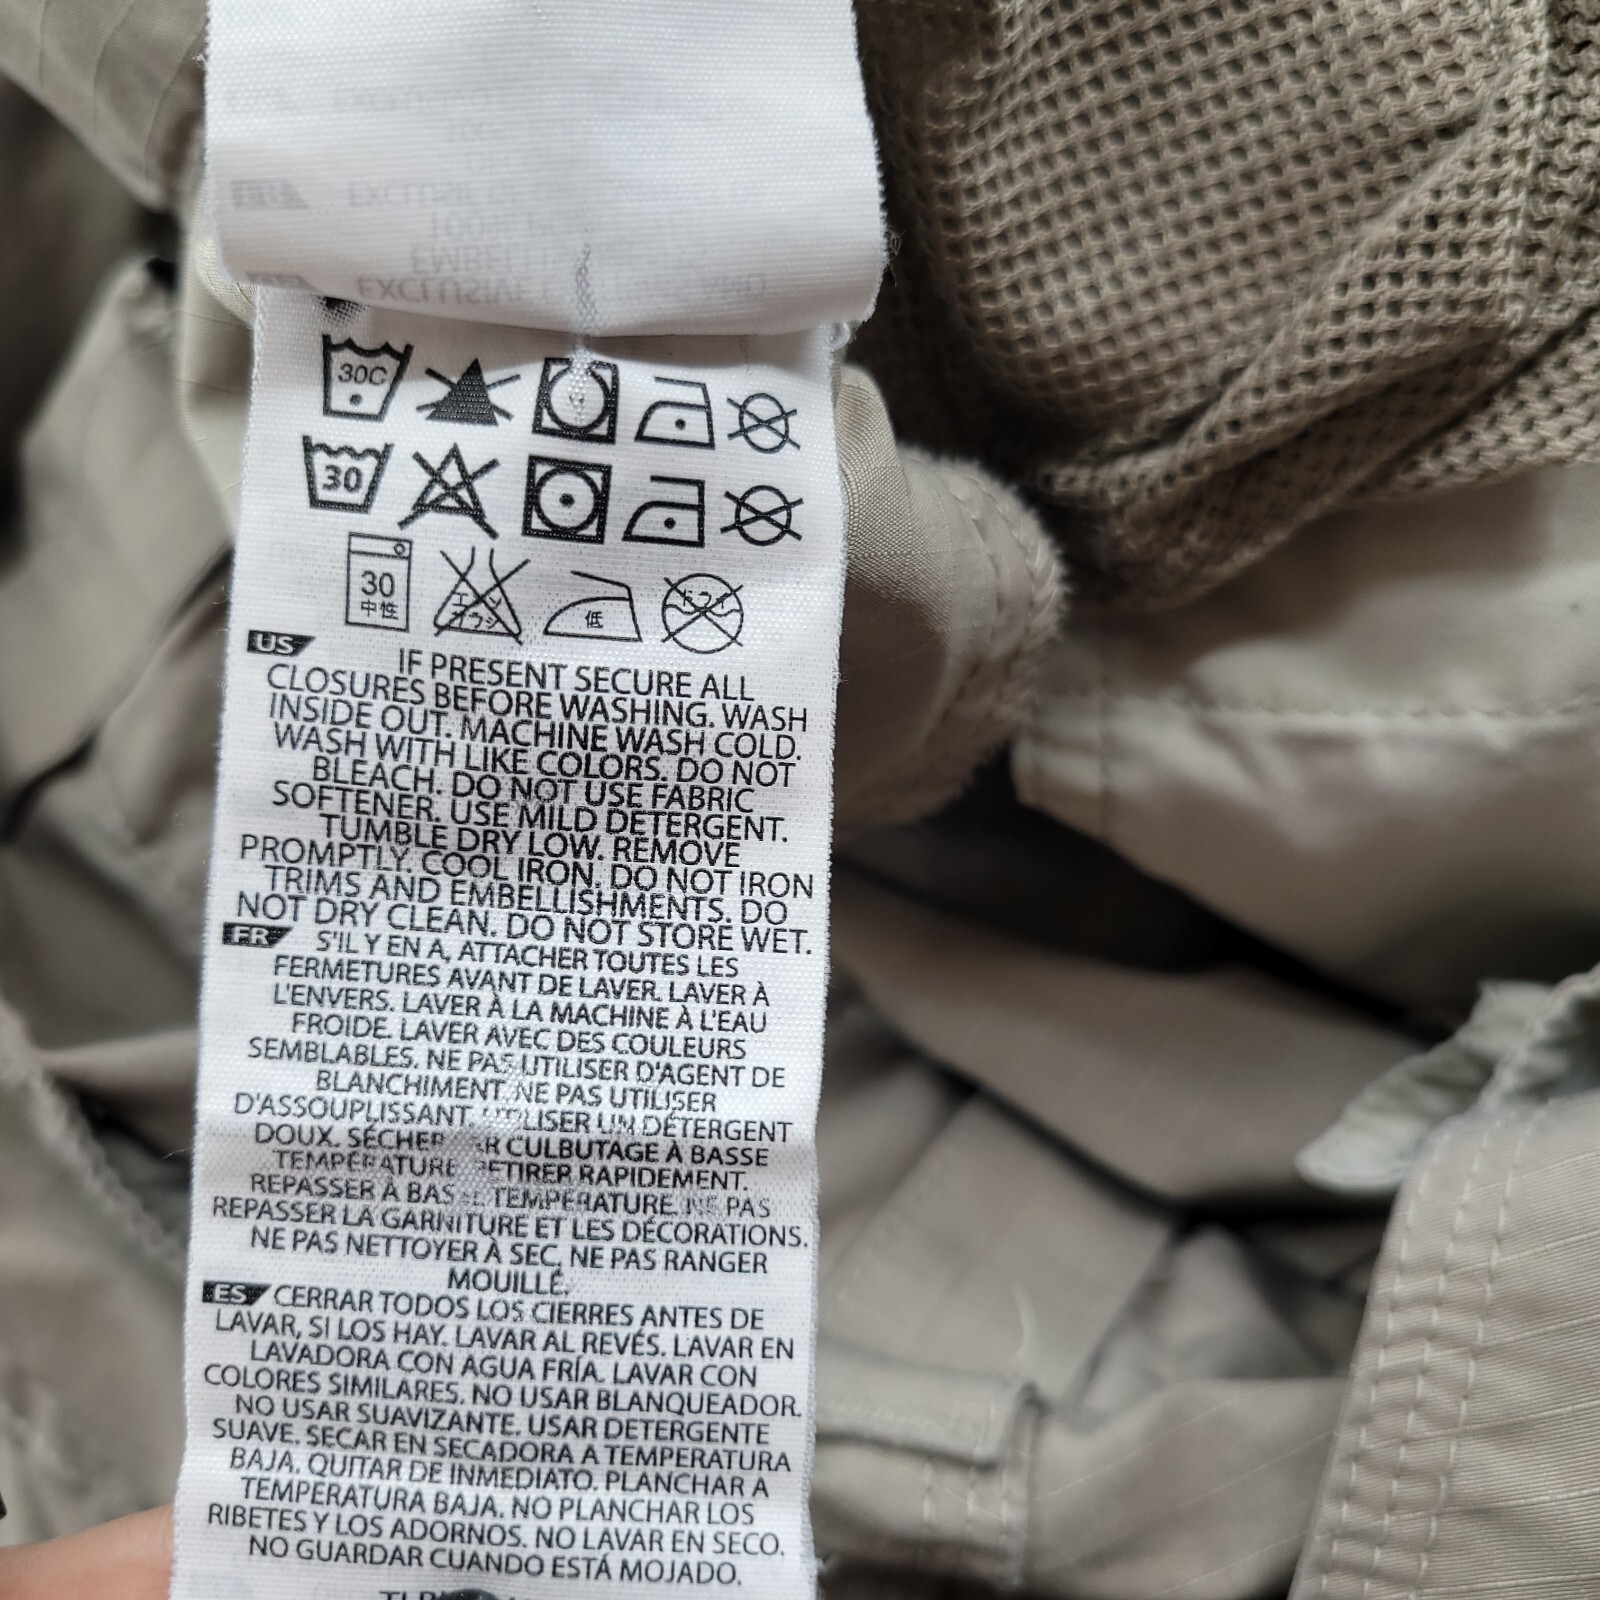 30C
30
30
中性
エンソ
サラシ
低
ドライ
US
IF PRESENT SECURE ALL
CLOSURES BEFORE WASHING. WASH
INSIDE OUT. MACHINE WASH COLD.
WASH WITH LIKE COLORS. DO NOT
BLEACH. DO NOT USE FABRIC
SOFTENER. USE MILD DETERGENT.
TUMBLE DRY LOW. REMOVE
PROMPTLY. COOL IRON. DO NOT IRON
TRIMS AND EMBELLISHMENTS. DO
NOT DRY CLEAN. DO NOT STORE WET.
FR S'IL Y EN A, ATTACHER TOUTES LES
FERMETURES AVANT DE LAVER. LAVER À
L'ENVERS. LAVER À LA MACHINE À L'EAU
FROIDE. LAVER AVEC DES COULEURS
SEMBLABLES. NE PAS UTILISER D'AGENT DE
BLANCHIMENT. NE PAS UTILISER
D'ASSOUPLISSANT. UTILISER UN DÉTERGENT
DOUX. SÉCHER PAR CULBUTAGE À BASSE
TEMPÉRATURE. RETIRER RAPIDEMENT.
REPASSER À BASSE TEMPÉRATURE. NE PAS
REPASSER LA GARNITURE ET LES DÉCORATIONS.
NE PAS NETTOYER À SEC. NE PAS RANGER
MOUILLÉ.
ES CERRAR TODOS LOS CIERRES ANTES DE
LAVAR, SI LOS HAY. LAVAR AL REVÉS. LAVAR EN
LAVADORA CON AGUA FRÍA. LAVAR CON
COLORES SIMILARES. NO USAR BLANQUEADOR.
NO USAR SUAVIZANTE. USAR DETERGENTE
SUAVE. SECAR EN SECADORA A TEMPERATURA
BAJA. QUITAR DE INMEDIATO. PLANCHAR A
TEMPERATURA BAJA. NO PLANCHAR LOS
RIBETES Y LOS ADORNOS. NO LAVAR EN SECO.
NO GUARDAR CUANDO ESTÁ MOJADO.